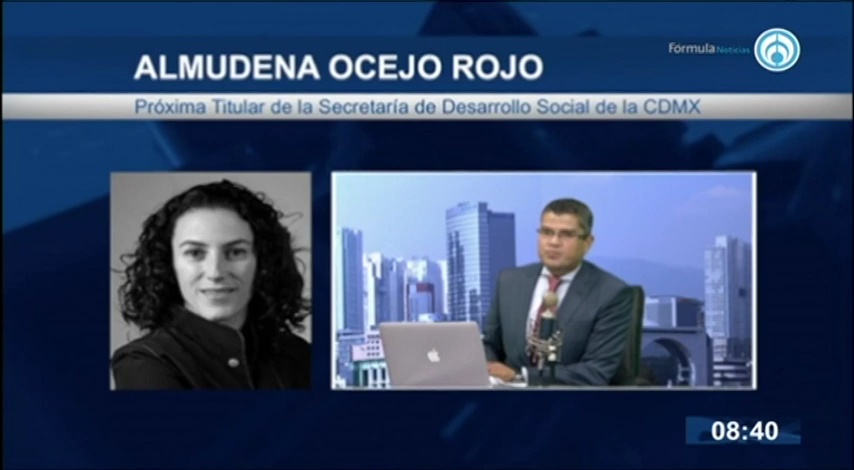 ALMUDENA OCEJO ROJO
Fórmula Noticias
Próxima Titular de la Secretaría de Desarrollo Social de la CDMX
08:40